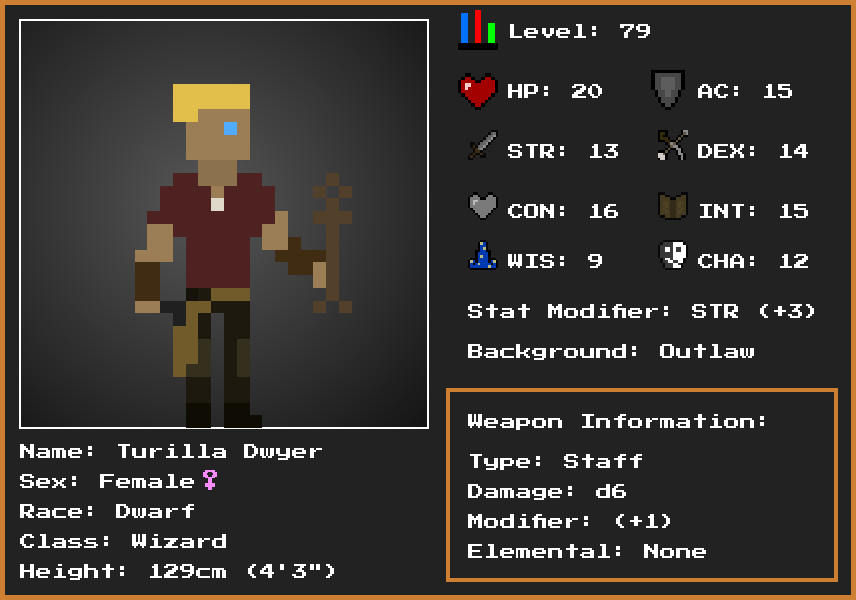 Level: 79
HP: 20 AC: 15
STR: 13 DEX: 14
CON: 16 INT: 15
WIS: 9 CHA: 12
Stat Modifier: STR (+3)
Background: Outlaw
Weapon Information:
Type: Staff
Damage: d6
Modifier: (+1)
Elemental: None
Name: Turilla Dwyer
Sex: Female♀
Race: Dwarf
Class: Wizard
Height: 129cm (4'3")